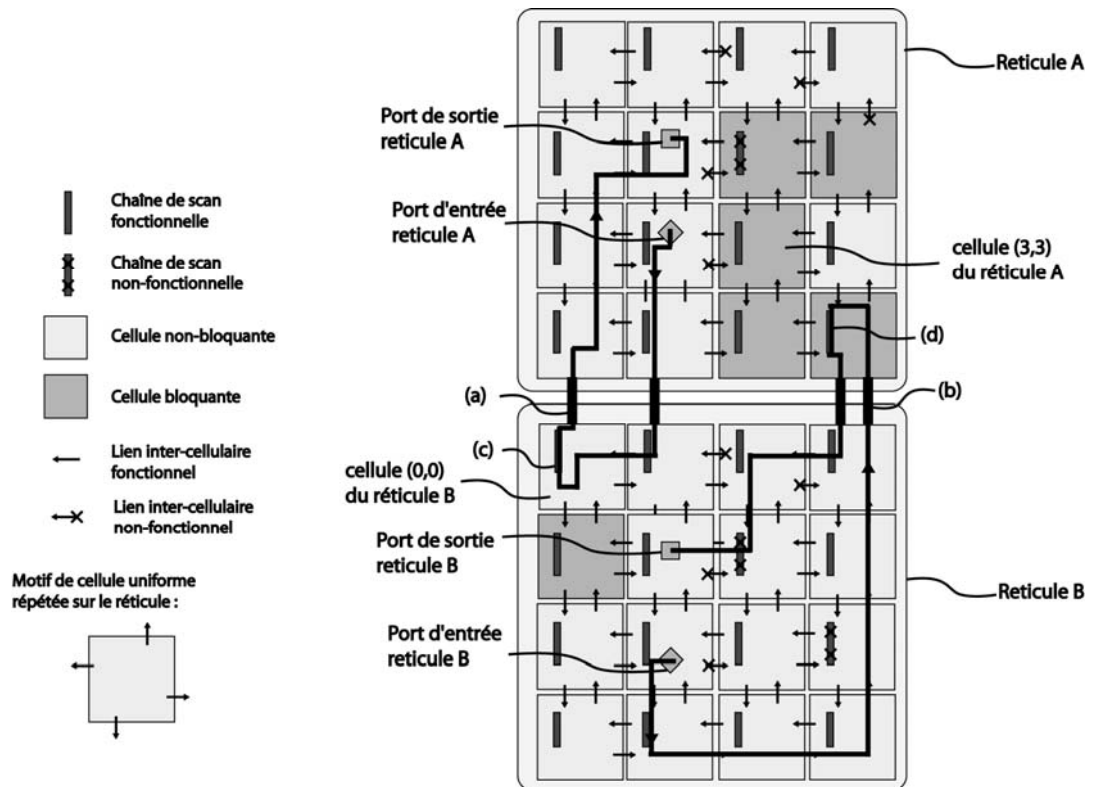 Reticule A
Port de sortie
reticule A
Port d'entrée
reticule A
cellule (3,3)
du réticule A
(d)
(a)
(b)
(c)
cellule (0,0)
du réticule B
Port de sortie
reticule B
Reticule B
Port d'entrée
reticule B
Chaîne de scan
fonctionnelle
Chaîne de scan
non-fonctionnelle
Cellule non-bloquante
Cellule bloquante
Lien inter-cellulaire
fonctionnel
Lien inter-cellulaire
non-fonctionnel
Motif de cellule uniforme
répétée sur le réticule :